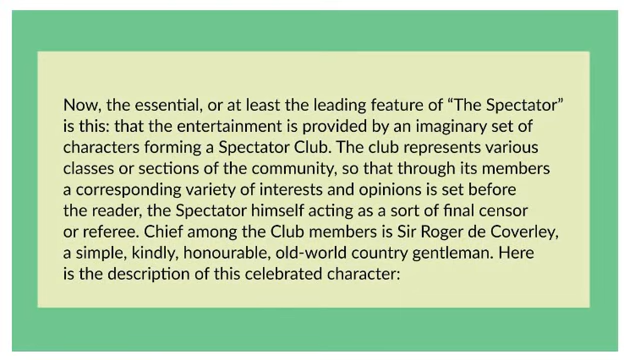 Now, the essential, or at least the leading feature of “The Spectator”
is this: that the entertainment is provided by an imaginary set of
characters forming a Spectator Club. The club represents various
classes or sections of the community, so that through its members
a corresponding variety of interests and opinions is set before
the reader, the Spectator himself acting as a sort of final censor
or referee. Chief among the Club members is Sir Roger de Coverley,
a simple, kindly, honourable, old-world country gentleman. Here
is the description of this celebrated character: